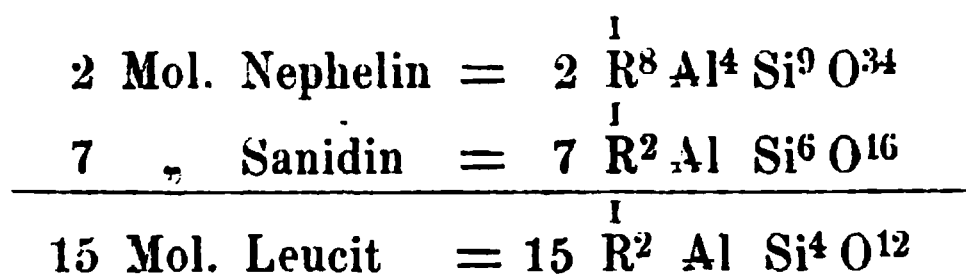 2 Mol. Nephelin = 2 R⁸ Al⁴ Si⁹ O³⁴
7 „ Sanidin = 7 R² Al Si⁶ O¹⁶
15 Mol. Leucit = 15 R² Al Si⁴ O¹²